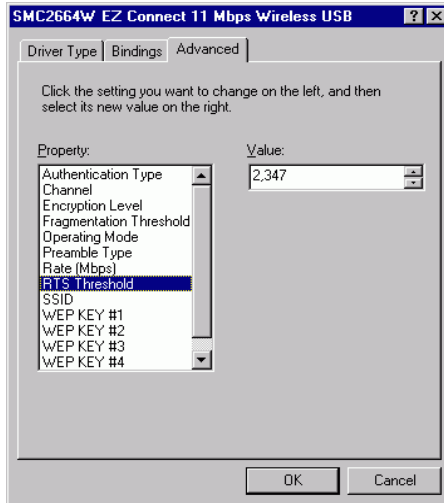 SMC2664W EZ Connect 11 Mbps Wireless USB
Driver Type Bindings Advanced
Click the setting you want to change on the left, and then
select its new value on the right.
Property:
Value:
Authentication Type
Channel
Encryption Level
Fragmentation Threshold
Operating Mode
Preamble Type
Rate (Mbps)
RTS Threshold
SSID
WEP KEY #1
WEP KEY #2
WEP KEY #3
WEP KEY #4
2,347
OK Cancel